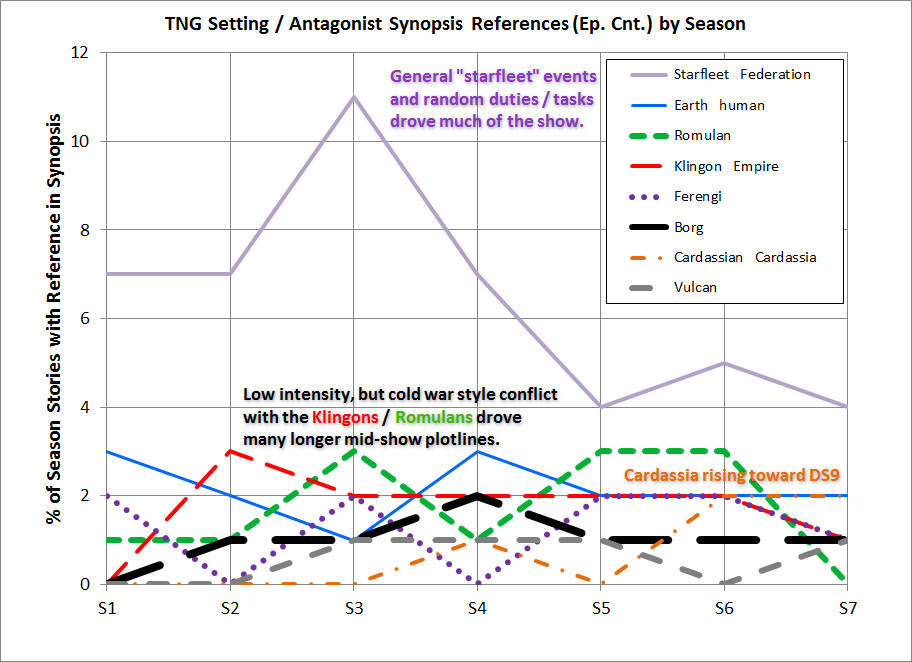 TNG Setting / Antagonist Synopsis References (Ep. Cnt.) by Season
% of Season Stories with Reference in Synopsis
12
10
8
6
4
2
0
General "starfleet" events
and random duties / tasks
drove much of the show.
Starfleet Federation
Earth human
Romulan
Klingon Empire
Ferengi
Borg
Cardassian Cardassia
Vulcan
Low intensity, but cold war style conflict
with the Klingons / Romulans drove
many longer mid-show plotlines.
Cardassia rising toward DS9
S1 S2 S3 S4 S5 S6 S7